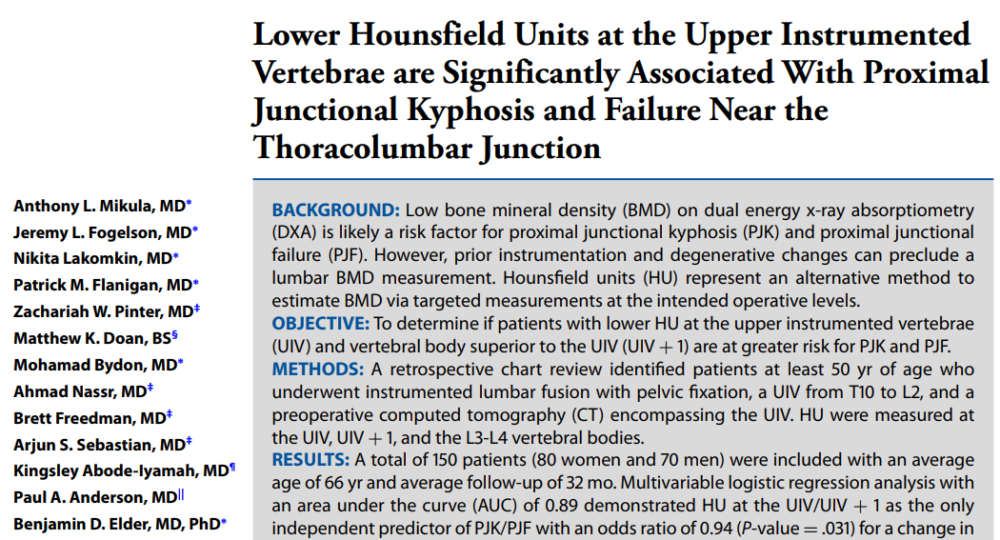 Lower Hounsfield Units at the Upper Instrumented
Vertebrae are Significantly Associated With Proximal
Junctional Kyphosis and Failure Near the
Thoracolumbar Junction
Anthony L. Mikula, MD*
Jeremy L. Fogelson, MD*
Nikita Lakomkin, MD*
Patrick M. Flanigan, MD*
Zachariah W. Pinter, MD‡
Matthew K. Doan, BS§
Mohamad Bydon, MD*
Ahmad Nassr, MD‡
Brett Freedman, MD‡
Arjun S. Sebastian, MD‡
Kingsley Abode-Iyamah, MD¶
Paul A. Anderson, MD||
Benjamin D. Elder, MD, PhD*
BACKGROUND: Low bone mineral density (BMD) on dual energy x-ray absorptiometry
(DXA) is likely a risk factor for proximal junctional kyphosis (PJK) and proximal junctional
failure (PJF). However, prior instrumentation and degenerative changes can preclude a
lumbar BMD measurement. Hounsfield units (HU) represent an alternative method to
estimate BMD via targeted measurements at the intended operative levels.
OBJECTIVE: To determine if patients with lower HU at the upper instrumented vertebrae
(UIV) and vertebral body superior to the UIV (UIV + 1) are at greater risk for PJK and PJF.
METHODS: A retrospective chart review identified patients at least 50 yr of age who
underwent instrumented lumbar fusion with pelvic fixation, a UIV from T10 to L2, and a
preoperative computed tomography (CT) encompassing the UIV. HU were measured at
the UIV, UIV + 1, and the L3-L4 vertebral bodies.
RESULTS: A total of 150 patients (80 women and 70 men) were included with an average
age of 66 yr and average follow-up of 32 mo. Multivariable logistic regression analysis with
an area under the curve (AUC) of 0.89 demonstrated HU at the UIV/UIV + 1 as the only
independent predictor of PJK/PJF with an odds ratio of 0.94 (P-value = .031) for a change in